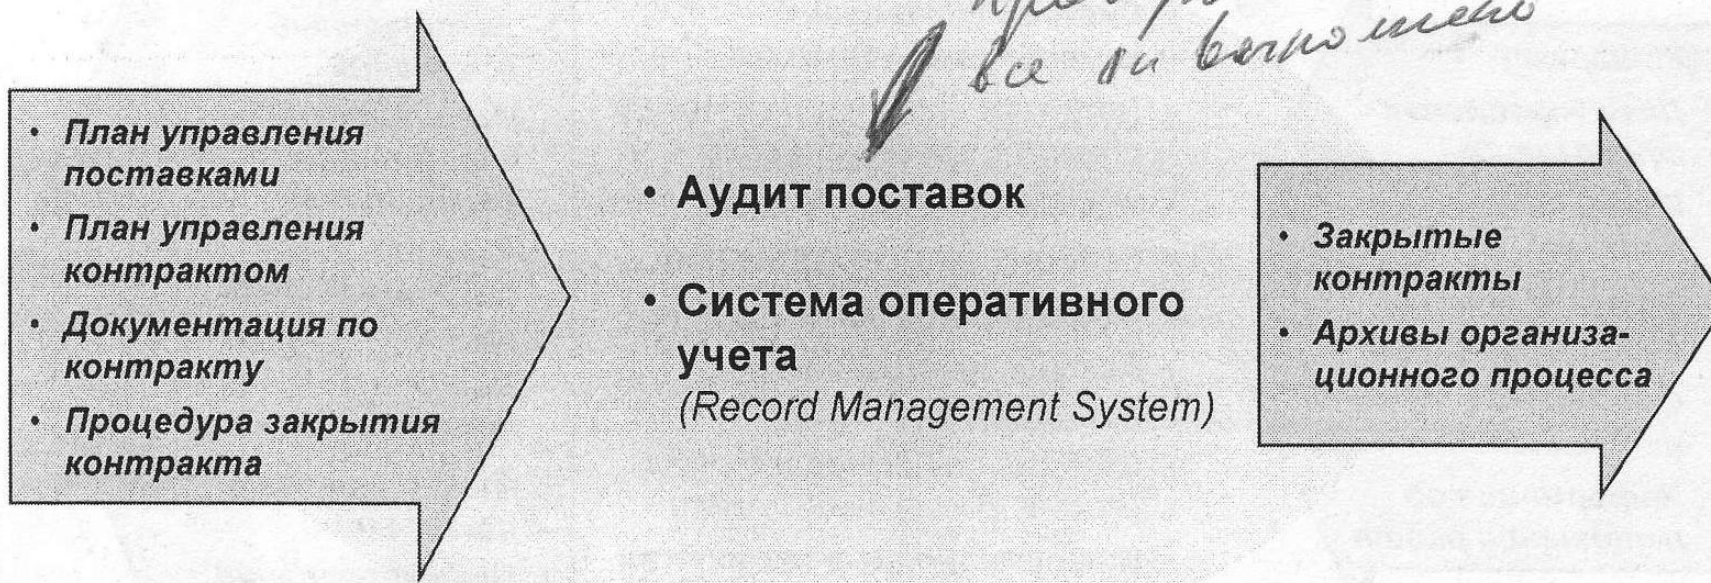 все ли выполнено
• План управления
поставками
• План управления
контрактом
• Документация по
контракту
• Процедура закрытия
контракта
• Аудит поставок
• Система оперативного
учета
(Record Management System)
• Закрытые
контракты
• Архивы организа-
ционного процесса